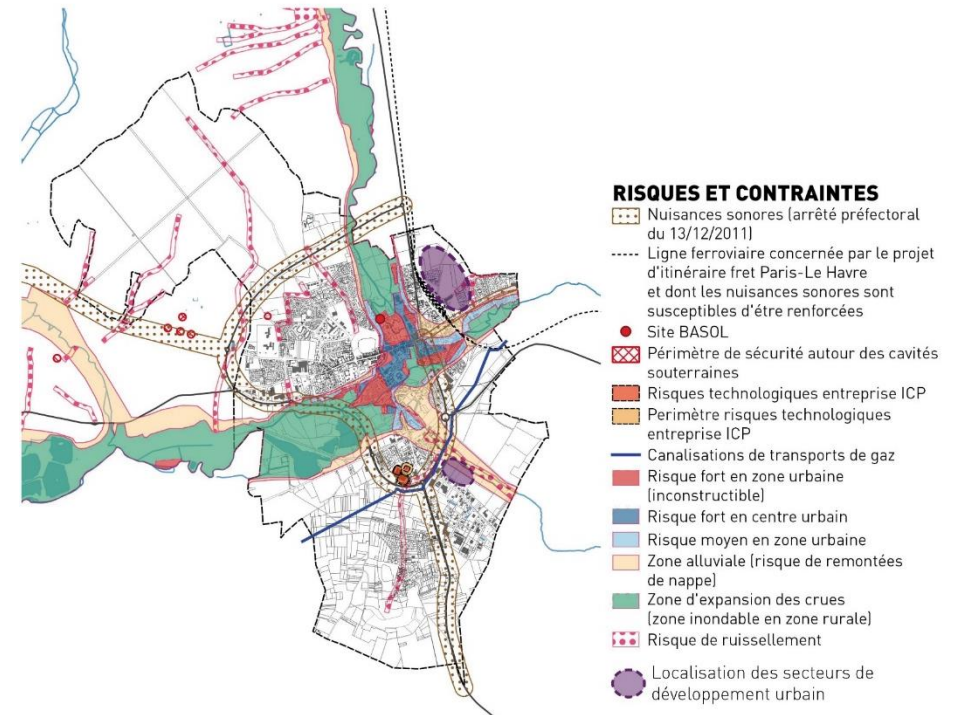 RISQUES ET CONTRAINTES
Nuisances sonores (arrêté préfectoral
du 13/12/2011)
Ligne ferroviaire concernée par le projet
d'itinéraire fret Paris-Le Havre
et dont les nuisances sonores sont
susceptibles d'étre renforcées
Site BASOL
Périmètre de sécurité autour des cavités
souterraines
Risques technologiques entreprise ICP
Perimètre risques technologiques
entreprise ICP
Canalisations de transports de gaz
Risque fort en zone urbaine
(inconstructible)
Risque fort en centre urbain
Risque moyen en zone urbaine
Zone alluviale (risque de remontées
de nappe)
Zone d'expansion des crues
(zone inondable en zone rurale)
Risque de ruissellement
Localisation des secteurs de
développement urbain